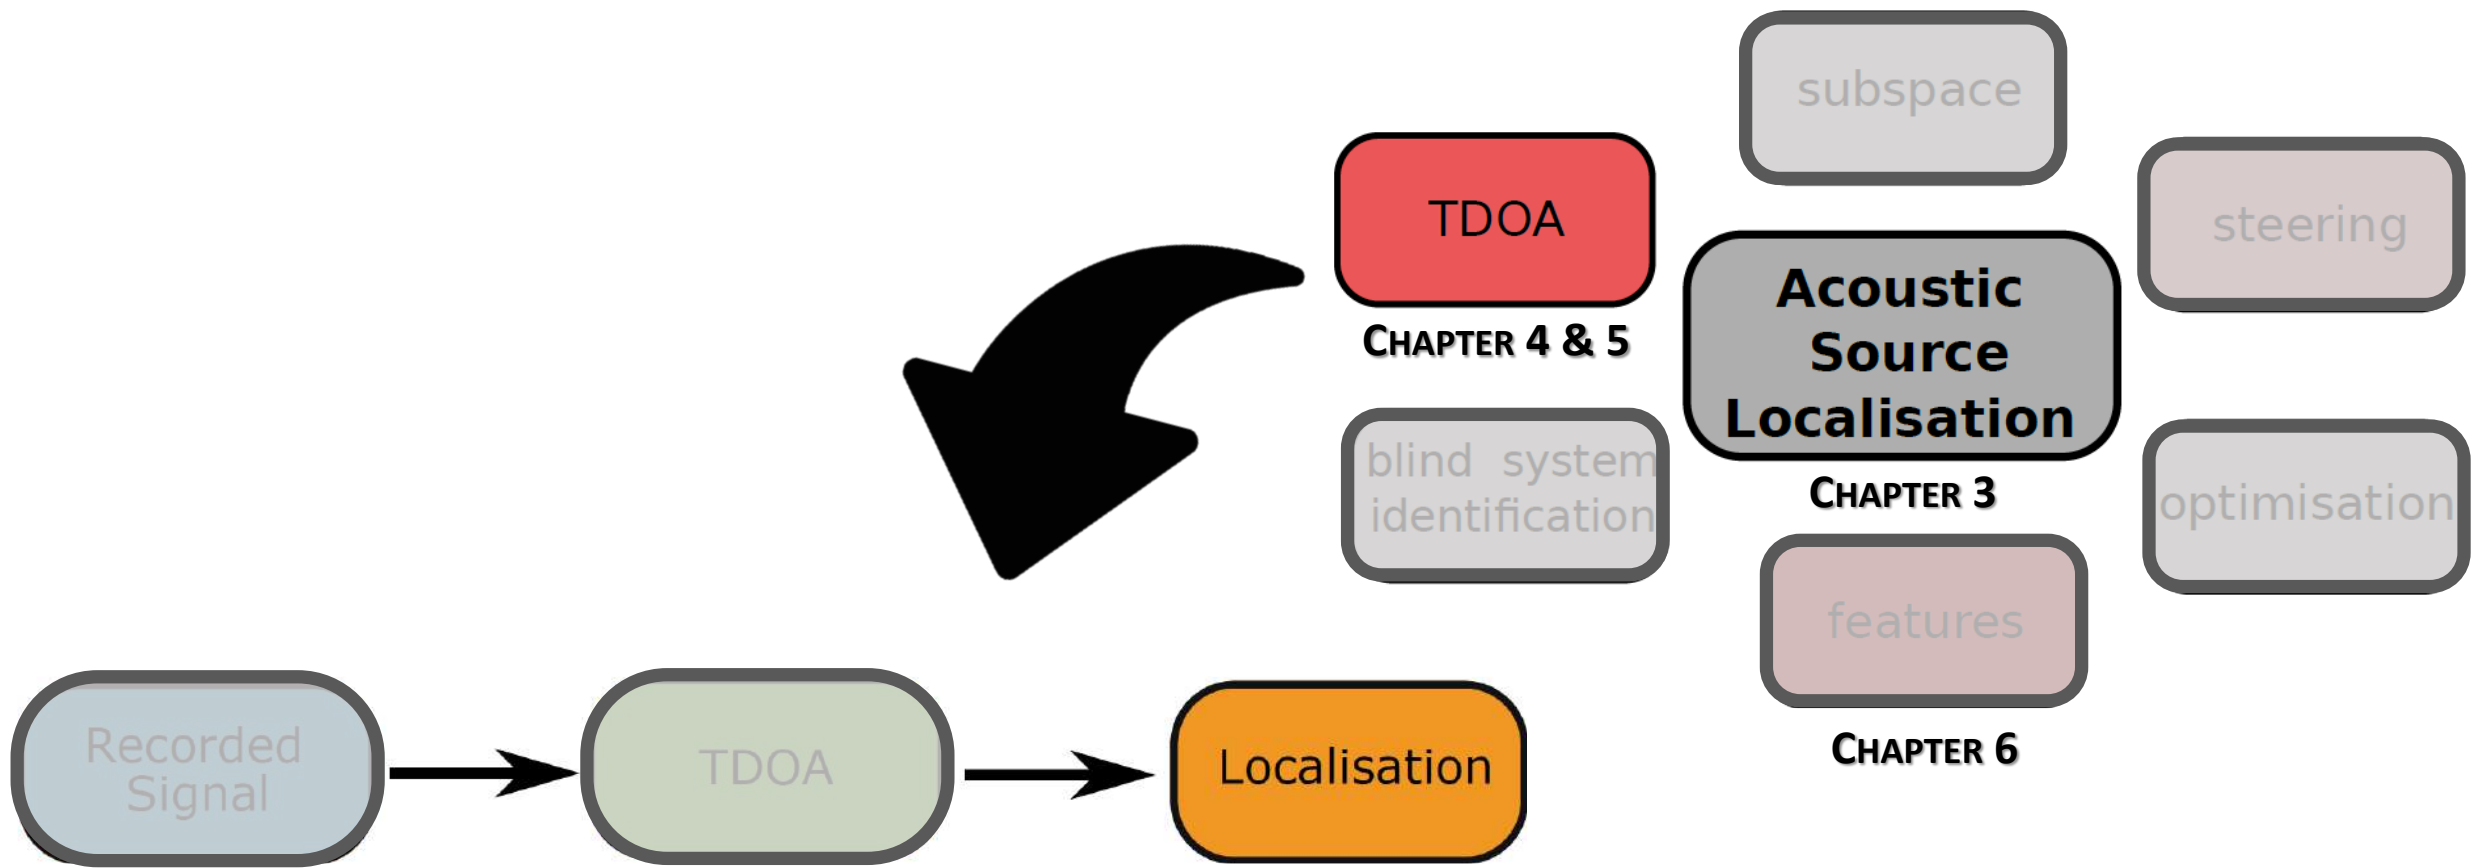 subspace
TDOA
steering
CHAPTER 4 & 5
Acoustic
Source
Localisation
CHAPTER 3
blind system
identification
optimisation
features
CHAPTER 6
Recorded
Signal
TDOA
Localisation